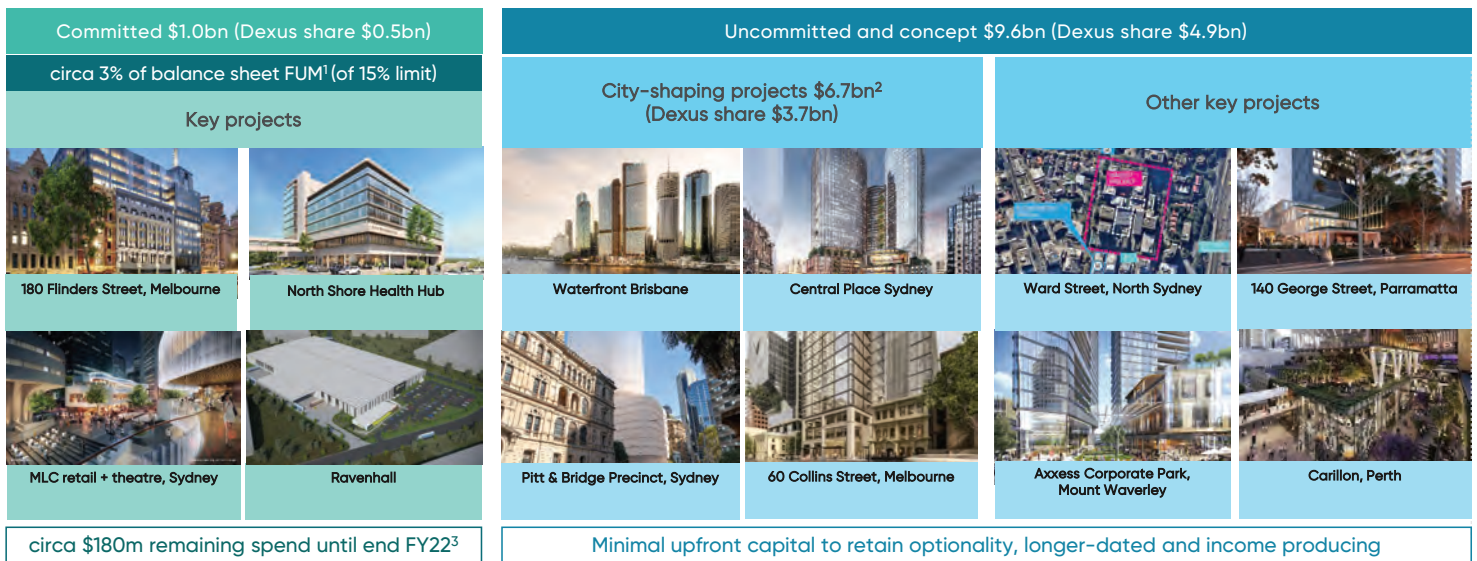 Committed $1.0bn (Dexus share $0.5bn)
circa 3% of balance sheet FUM¹ (of 15% limit)
Key projects
180 Flinders Street, Melbourne
North Shore Health Hub
MLC retail + theatre, Sydney
Ravenhall
circa $180m remaining spend until end FY22³
Uncommitted and concept $9.6bn (Dexus share $4.9bn)
City-shaping projects $6.7bn²
(Dexus share $3.7bn)
Waterfront Brisbane
Central Place Sydney
Pitt & Bridge Precinct, Sydney
60 Collins Street, Melbourne
Other key projects
Ward Street, North Sydney
140 George Street, Parramatta
Axxess Corporate Park,
Mount Waverley
Carillon, Perth
Minimal upfront capital to retain optionality, longer-dated and income producing